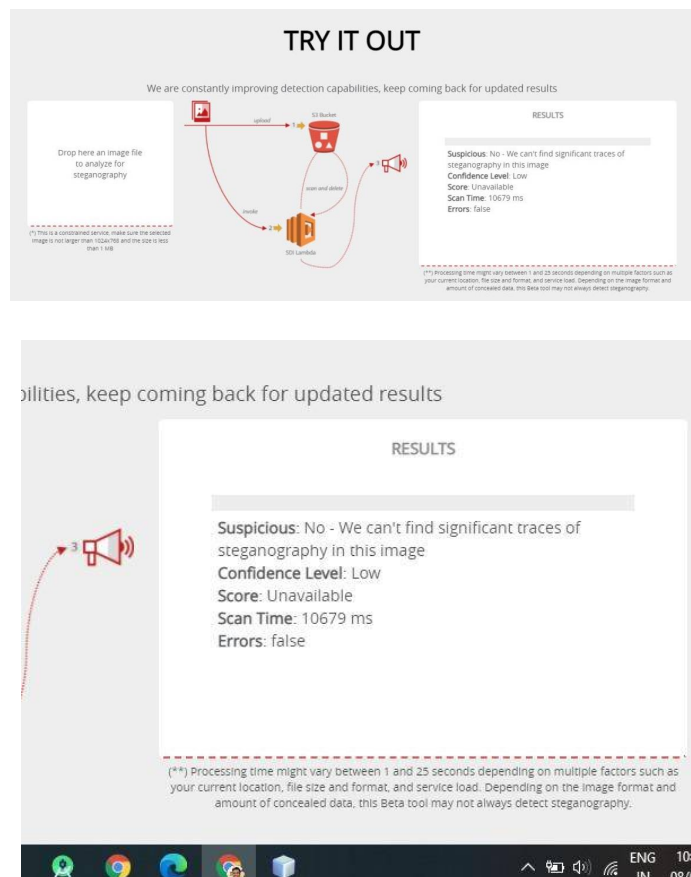 TRY IT OUT
We are constantly improving detection capabilities, keep coming back for updated results
Drop here an image file
to analyze for
steganography
(*) This is a constrained service, make sure the selected
image is not larger than 1024x768 and the size is less
than 1 MB
upload
1
S3 Bucket
scan and delete
3
invoke
2
SDI Lambda
RESULTS
Suspicious: No - We can't find significant traces of
steganography in this image
Confidence Level: Low
Score: Unavailable
Scan Time: 10679 ms
Errors: false
(**) Processing time might vary between 1 and 25 seconds depending on multiple factors such as
your current location, file size and format, and service load. Depending on the image format and
amount of concealed data, this Beta tool may not always detect steganography.
bilities, keep coming back for updated results
3
RESULTS
Suspicious: No - We can't find significant traces of
steganography in this image
Confidence Level: Low
Score: Unavailable
Scan Time: 10679 ms
Errors: false
(**) Processing time might vary between 1 and 25 seconds depending on multiple factors such as
your current location, file size and format, and service load. Depending on the image format and
amount of concealed data, this Beta tool may not always detect steganography.
ENG